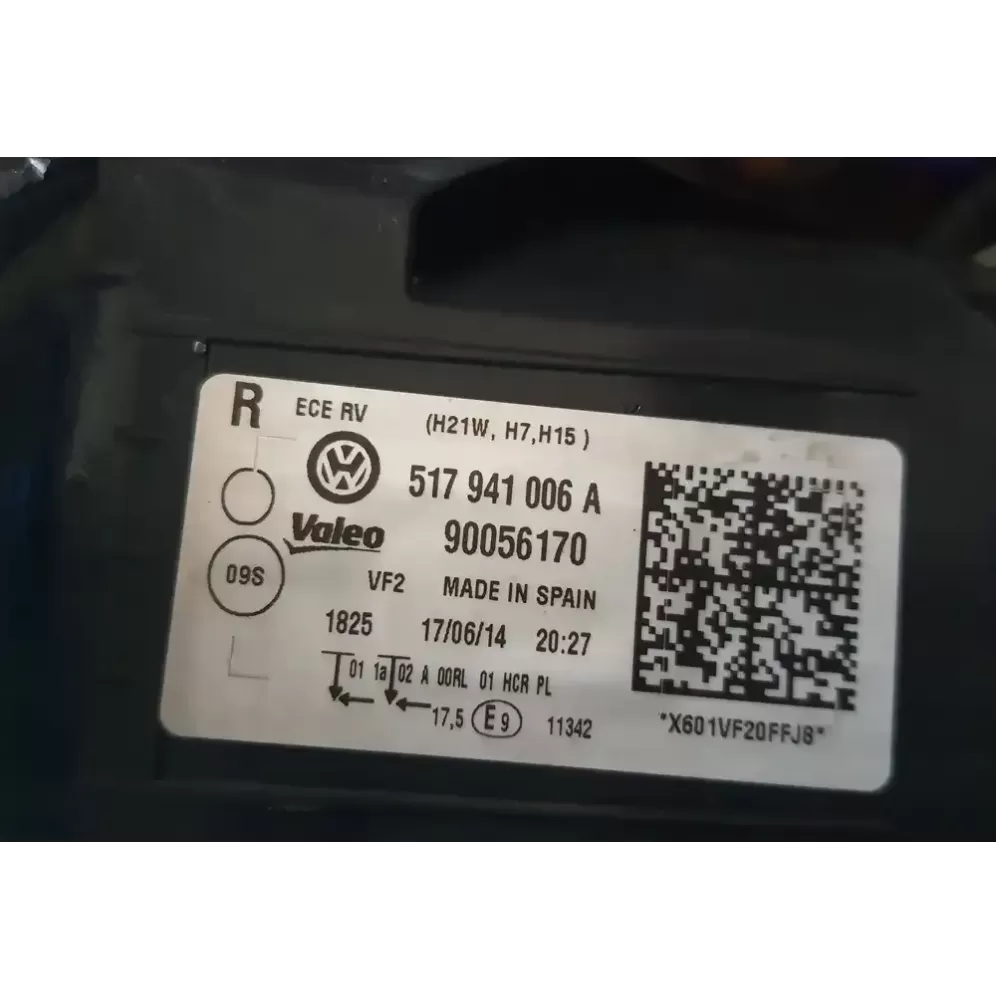 R ECE RV (H21W, H7,H15 )
517 941 006 A
Valeo 90056170
09S
VF2 MADE IN SPAIN
1825 17/06/14 20:27
01 1a 02 A 00RL 01 HCR PL
17,5 E9 11342
*X601VF20FFJ8*